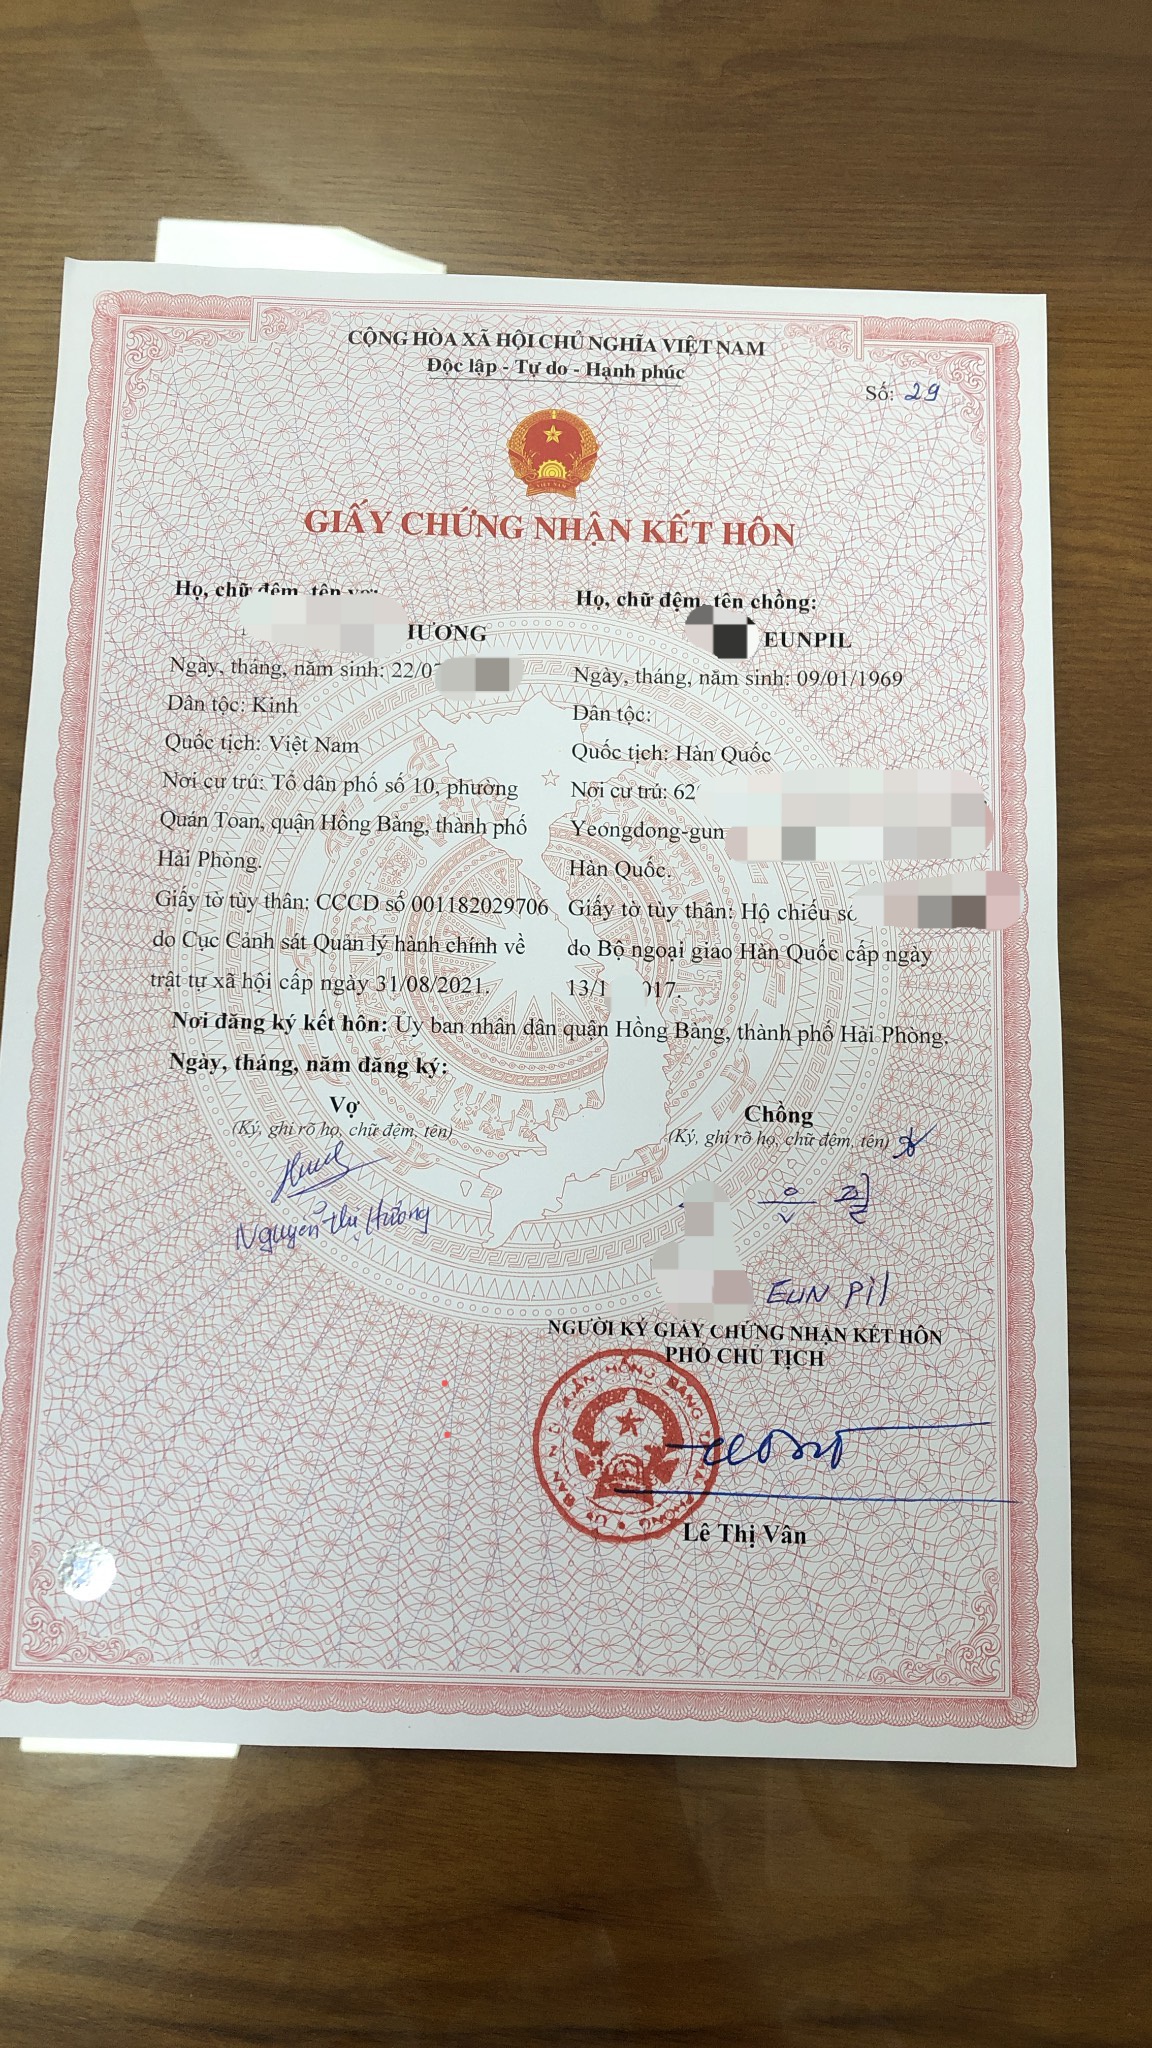 CỘNG HÒA XÃ HỘI CHỦ NGHĨA VIỆT NAM
Độc lập - Tự do - Hạnh phúc
Số: 29
GIẤY CHỨNG NHẬN KẾT HÔN
Họ, chữ đệm, tên
HƯƠNG
Ngày, tháng, năm sinh: 22/0
Dân tộc: Kinh
Quốc tịch: Việt Nam
Nơi cư trú: Tổ dân phố số 10, phường
Quán Toan, quận Hồng Bàng, thành phố
Hải Phòng.
Giấy tờ tùy thân: CCCD số 001182029706
do Cục Cảnh sát Quản lý hành chính về
trật tự xã hội cấp ngày 31/08/2021.
Họ, chữ đệm, tên chồng:
EUNPIL
Ngày, tháng, năm sinh: 09/01/1969
Dân tộc:
Quốc tịch: Hàn Quốc
Nơi cư trú: 62
Yeongdong-gun
Hàn Quốc.
Giấy tờ tùy thân: Hộ chiếu số
do Bộ ngoại giao Hàn Quốc cấp ngày
13/1 017.
Nơi đăng ký kết hôn: Ủy ban nhân dân quận Hồng Bàng, thành phố Hải Phòng.
Ngày, tháng, năm đăng ký:
Vợ
(Ký, ghi rõ họ, chữ đệm, tên)
Nguyễn Thị Hương
Chồng
(Ký, ghi rõ họ, chữ đệm, tên)
은 필
EUN PIl
NGƯỜI KÝ GIẤY CHỨNG NHẬN KẾT HÔN
PHÓ CHỦ TỊCH
Lê Thị Vân